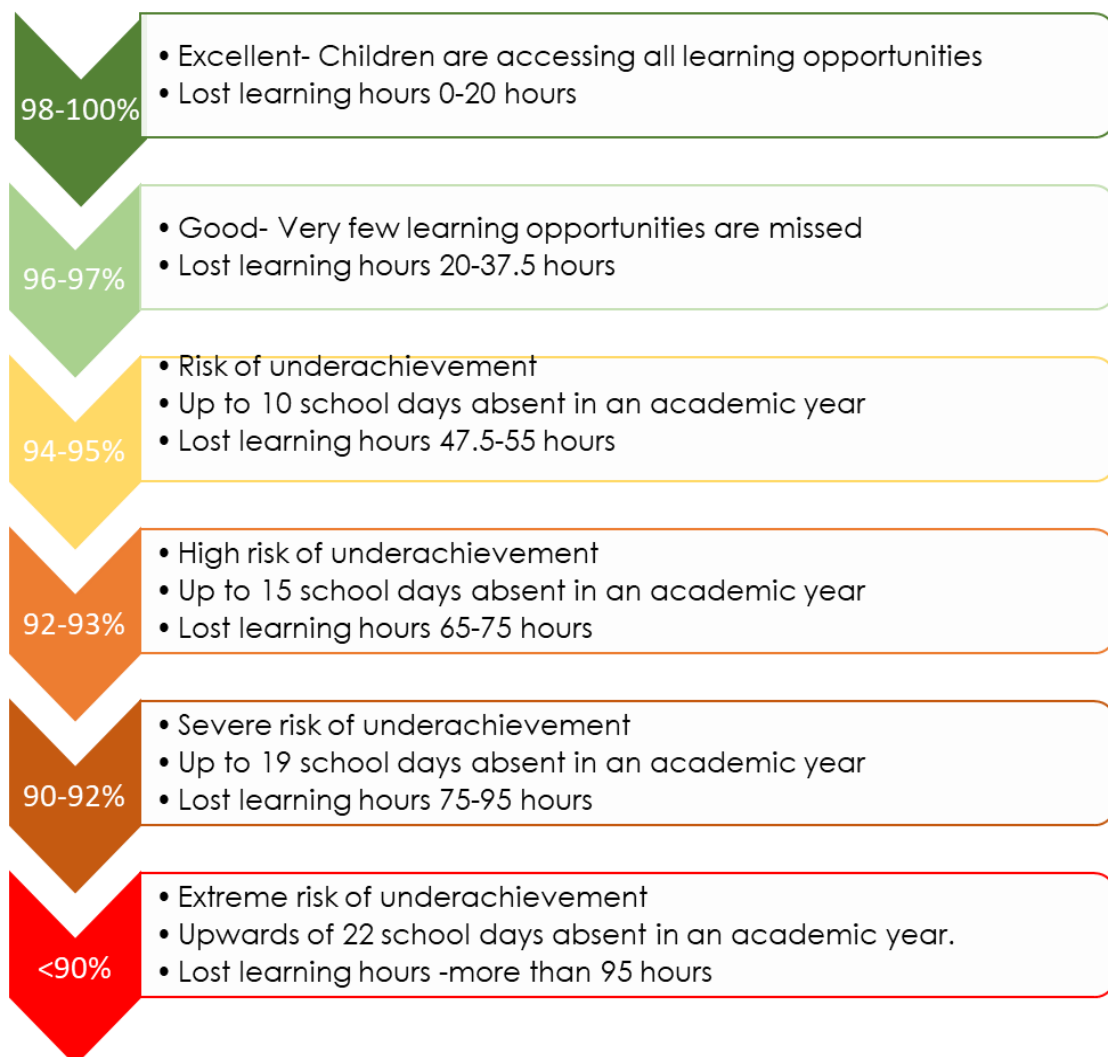 98-100%
• Excellent- Children are accessing all learning opportunities
• Lost learning hours 0-20 hours
96-97%
• Good- Very few learning opportunities are missed
• Lost learning hours 20-37.5 hours
94-95%
• Risk of underachievement
• Up to 10 school days absent in an academic year
• Lost learning hours 47.5-55 hours
92-93%
• High risk of underachievement
• Up to 15 school days absent in an academic year
• Lost learning hours 65-75 hours
90-92%
• Severe risk of underachievement
• Up to 19 school days absent in an academic year
• Lost learning hours 75-95 hours
<90%
• Extreme risk of underachievement
• Upwards of 22 school days absent in an academic year.
• Lost learning hours -more than 95 hours